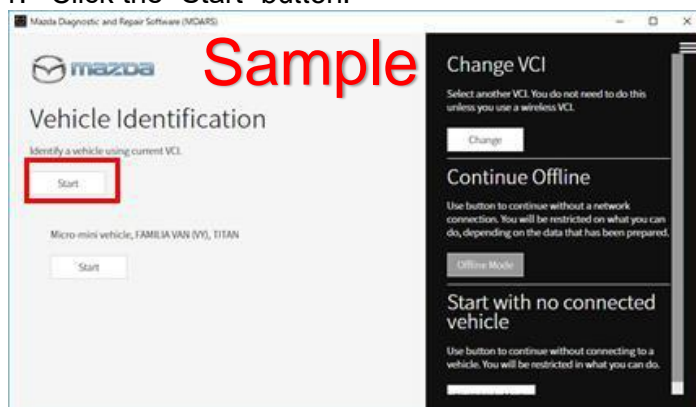 Click the "Start" button.
Mazda Diagnostic and Repair Software (MDARS)
mazda
Sample
Vehicle Identification
Identify a vehicle using current VCI.
Start
Micro-mini vehicle, FAMILIA VAN (VY), TITAN
Start
Change VCI
Select another VCI. You do not need to do this
unless you use a wireless VCI.
Change
Continue Offline
Use button to continue without a network
connection. You will be restricted on what you can
do, depending on the data that has been prepared.
Offline Mode
Start with no connected
vehicle
Use button to continue without connecting to a
vehicle. You will be restricted in what you can do.